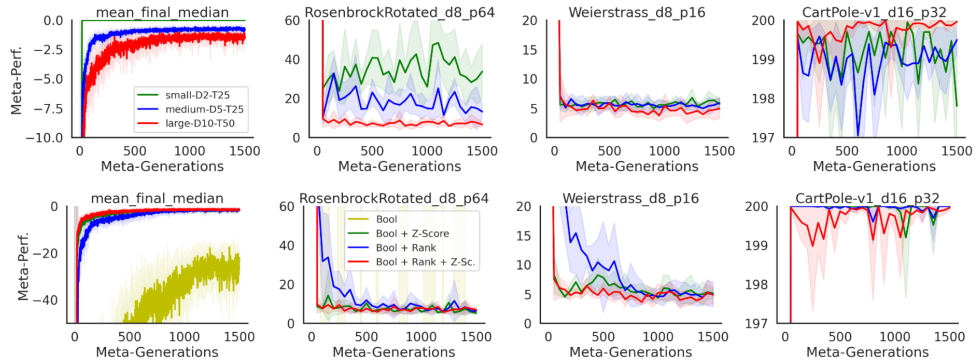 mean_final_median
RosenbrockRotated_d8_p64
Weierstrass_d8_p16
CartPole-v1_d16_p32
Meta-Perf.
0.0
−2.5
−5.0
−7.5
−10.0
small-D2-T25
medium-D5-T25
large-D10-T50
0 500 1000 1500
Meta-Generations
60
40
20
0
0 500 1000 1500
Meta-Generations
20
15
10
5
0
0 500 1000 1500
Meta-Generations
200
199
198
197
0 500 1000 1500
Meta-Generations
mean_final_median
RosenbrockRotated_d8_p64
Weierstrass_d8_p16
CartPole-v1_d16_p32
Meta-Perf.
0
−20
−40
0 500 1000 1500
Meta-Generations
60
40
20
0
Bool
Bool + Z-Score
Bool + Rank
Bool + Rank + Z-Sc.
0 500 1000 1500
Meta-Generations
20
15
10
5
0
0 500 1000 1500
Meta-Generations
200
199
198
197
500 1000 1500
Meta-Generations